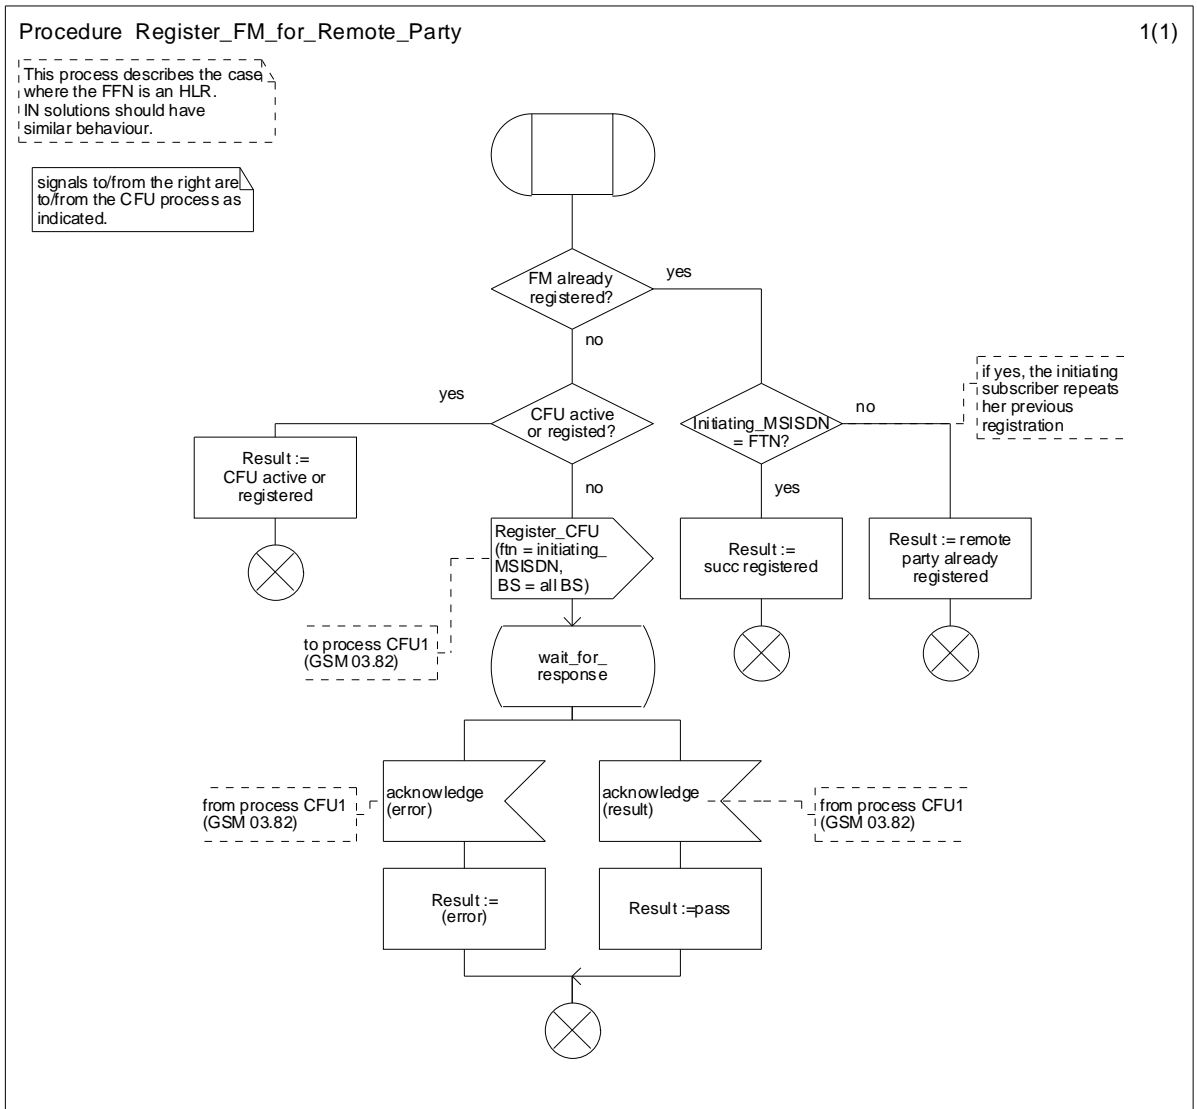 Procedure Register_FM_for_Remote_Party
1(1)
This process describes the case
where the FFN is an HLR.
IN solutions should have
similar behaviour.
signals to/from the right are
to/from the CFU process as
indicated.
FM already
registered?
yes
no
yes
CFU active
or registed?
Initiating_MSISDN
= FTN?
no
if yes, the initiating
subscriber repeats
her previous
registration
Result :=
CFU active or
registered
no
yes
Register_CFU
(ftn = initiating_
MSISDN,
BS = all BS)
Result :=
succ registered
Result := remote
party already
registered
to process CFU1
(GSM 03.82)
wait_for_
response
from process CFU1
(GSM 03.82)
acknowledge
(error)
acknowledge
(result)
from process CFU1
(GSM 03.82)
Result :=
(error)
Result :=pass